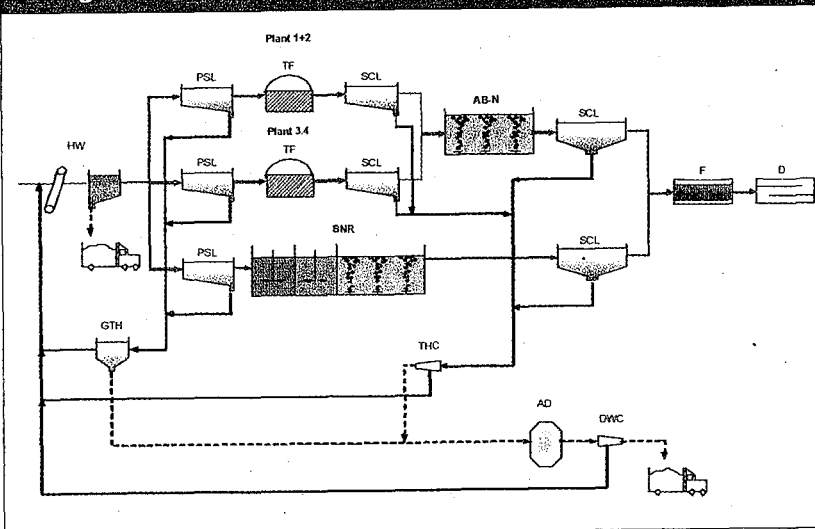 Plant 1+2
PSL
TF
SCL
AB-N
SCL
Plant 3.4
HW
PSL
TF
SCL
F
D
BNR
PSL
SCL
GTH
THC
AD
DWC